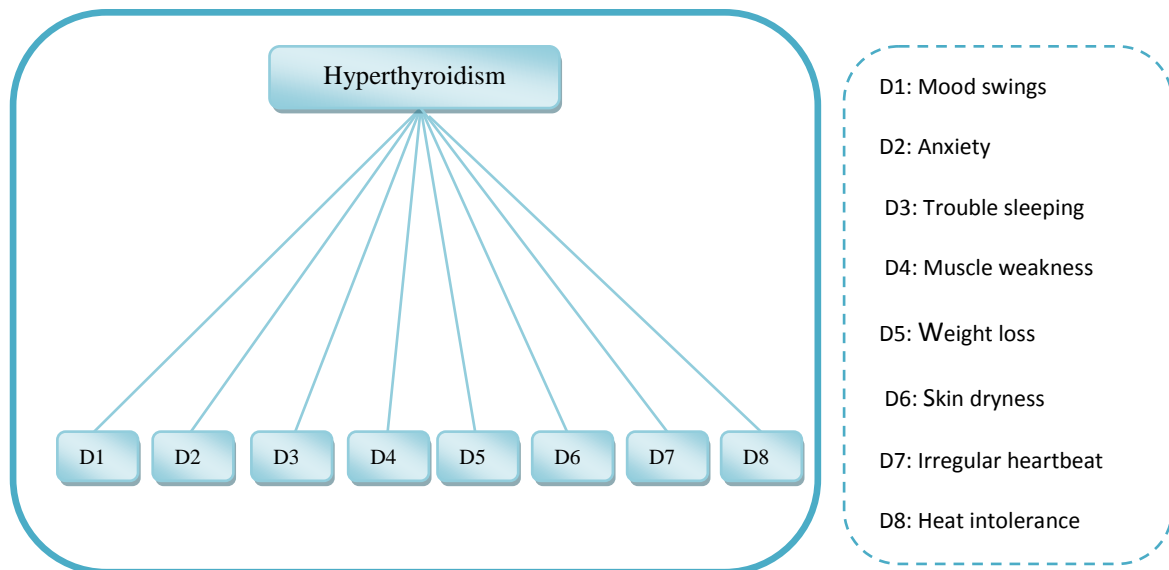 Hyperthyroidism
D1
D2
D3
D4
D5
D6
D7
D8
D1: Mood swings
D2: Anxiety
D3: Trouble sleeping
D4: Muscle weakness
D5: Weight loss
D6: Skin dryness
D7: Irregular heartbeat
D8: Heat intolerance